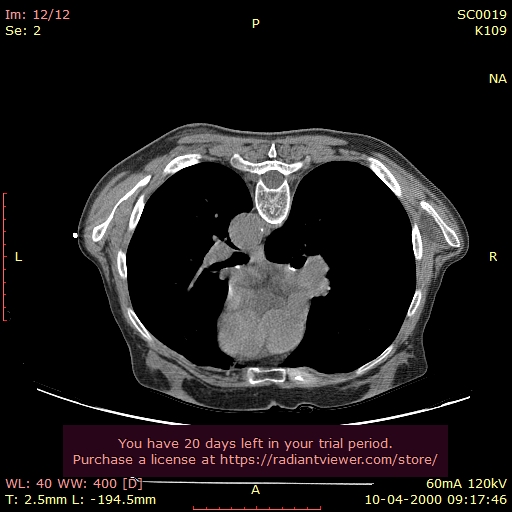 Im: 12/12
Se: 2
P
SC0019
K109
NA
L
R
You have 20 days left in your trial period.
Purchase a license at https://radiantviewer.com/store/
WL: 40 WW: 400 [D]
T: 2.5mm L: -194.5mm
A
60mA 120kV
10-04-2000 09:17:46